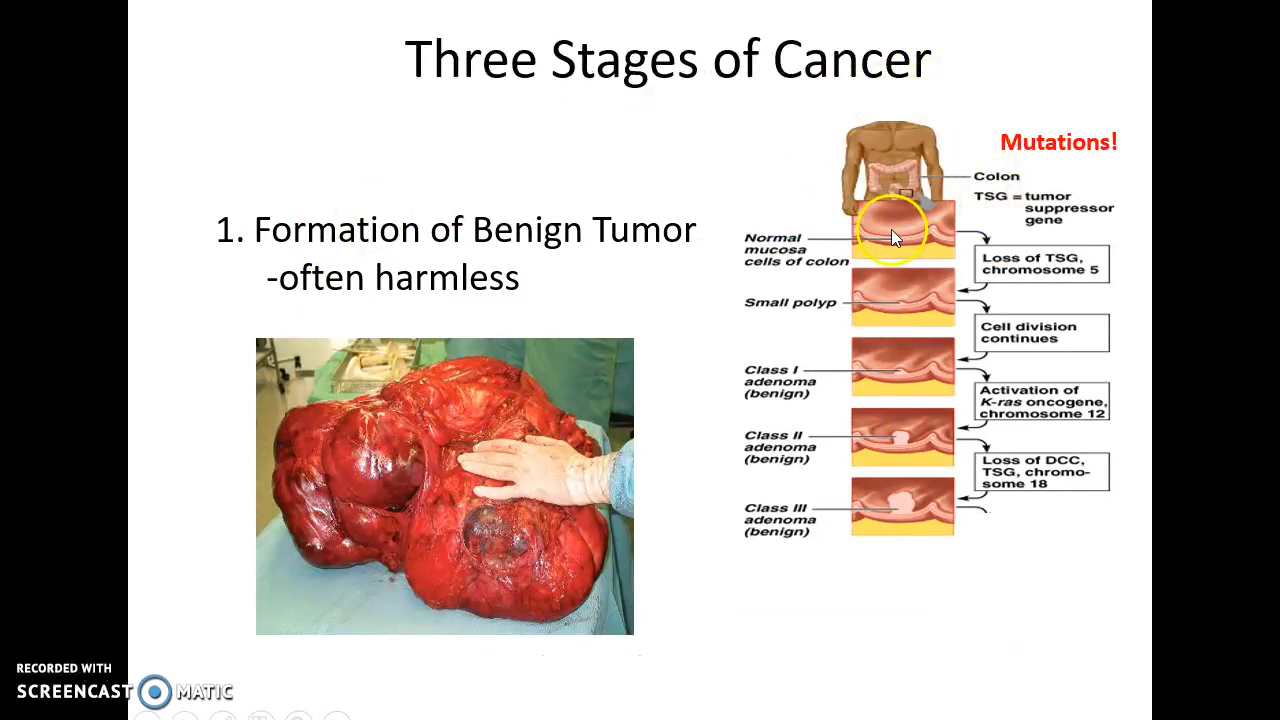 Three Stages of Cancer
1. Formation of Benign Tumor
-often harmless
Mutations!
Colon
TSG = tumor
suppressor
gene
Normal
mucosa
cells of colon
Loss of TSG,
chromosome 5
Small polyp
Cell division
continues
Class I
adenoma
(benign)
Activation of
K-ras oncogene,
chromosome 12
Class II
adenoma
(benign)
Loss of DCC,
TSG, chromo-
some 18
Class III
adenoma
(benign)
RECORDED WITH
SCREENCAST MATIC